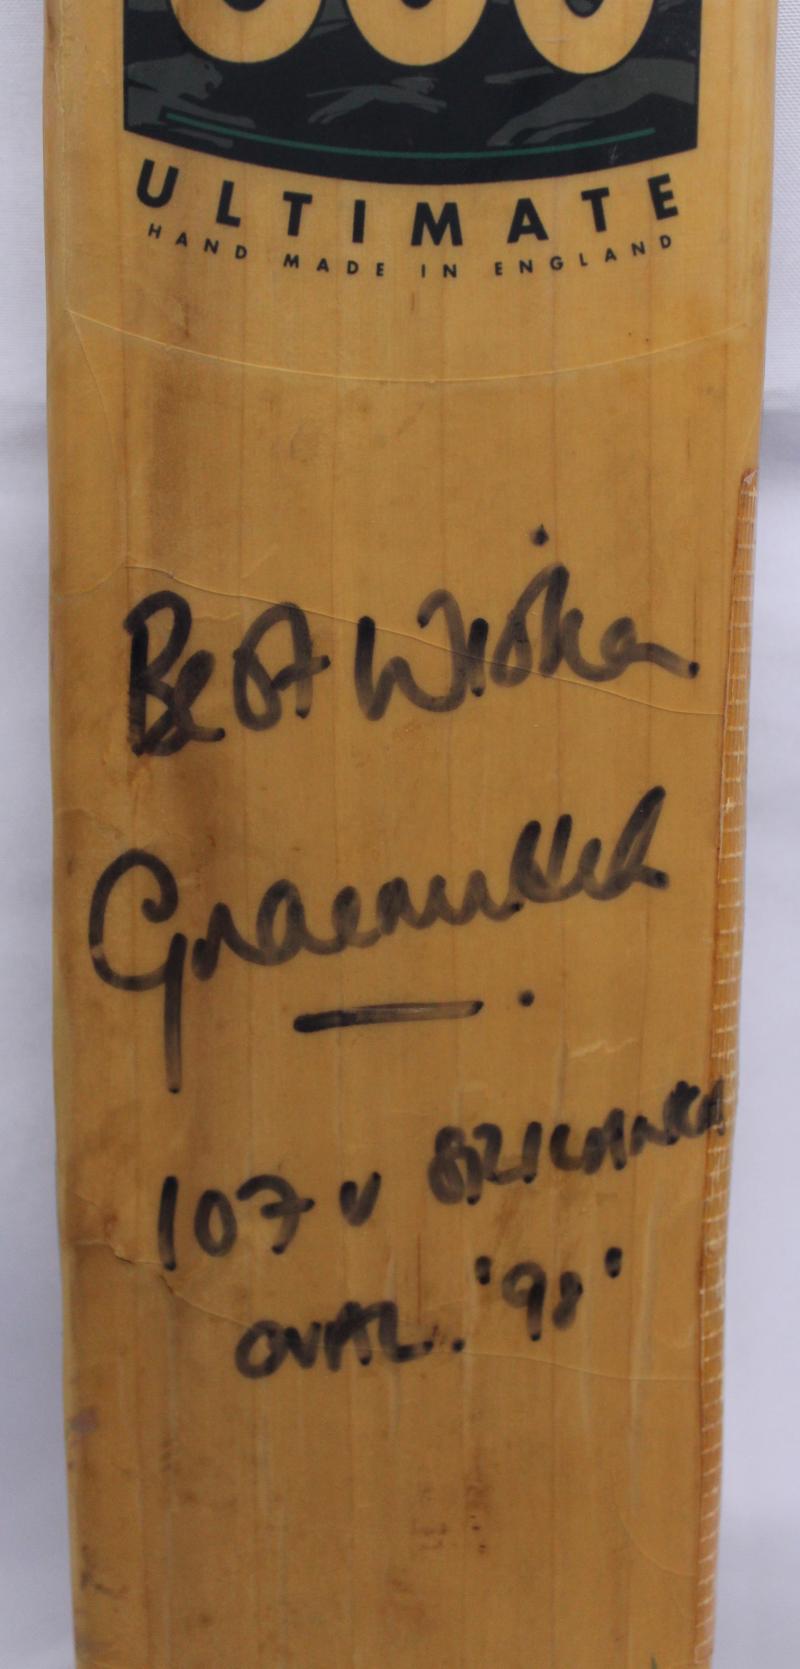 ULTIMATE
HAND MADE IN ENGLAND
Best Wishes
Graeme Hick
107 v SRI LANKA
OVAL. '98'